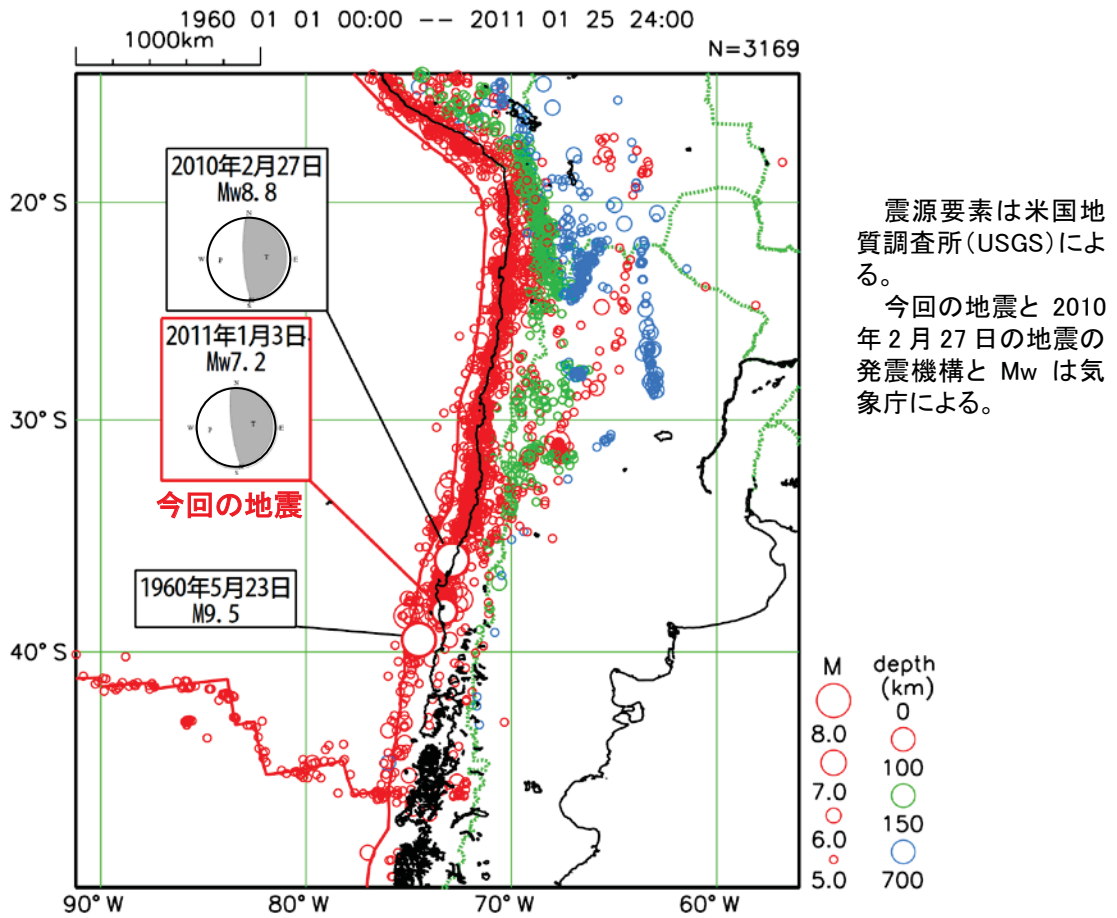 1960 01 01 00:00 -- 2011 01 25 24:00
1000km
N=3169
2010年2月27日
Mw8.8
N
W
P
T
E
S
2011年1月3日
Mw7.2
N
W
P
T
E
S
今回の地震
1960年5月23日
M9.5
20°S
30°S
40°S
90°W
80°W
70°W
60°W
M
8.0
7.0
6.0
5.0
depth
(km)
0
100
150
700
震源要素は米国地
質調査所(USGS)によ
る。
今回の地震と 2010
年 2 月 27 日の地震の
発震機構と Mw は気
象庁による。